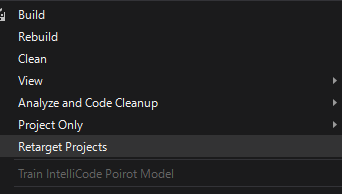 Build
Rebuild
Clean
View
Analyze and Code Cleanup
Project Only
Retarget Projects
Train IntelliCode Poirot Model